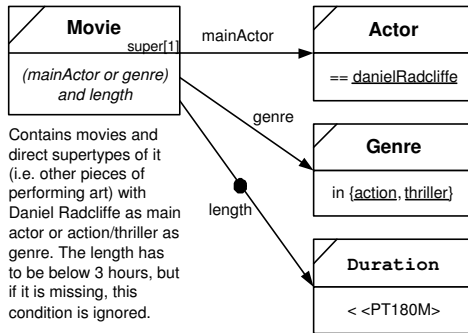 Movie
super[1]
(mainActor or genre)
and length
mainActor
Actor
== danielRadcliffe
genre
Genre
in {action, thriller}
length
Duration
< <PT180M>
Contains movies and
direct supertypes of it
(i.e. other pieces of
performing art) with
Daniel Radcliffe as main
actor or action/thriller as
genre. The length has
to be below 3 hours, but
if it is missing, this
condition is ignored.